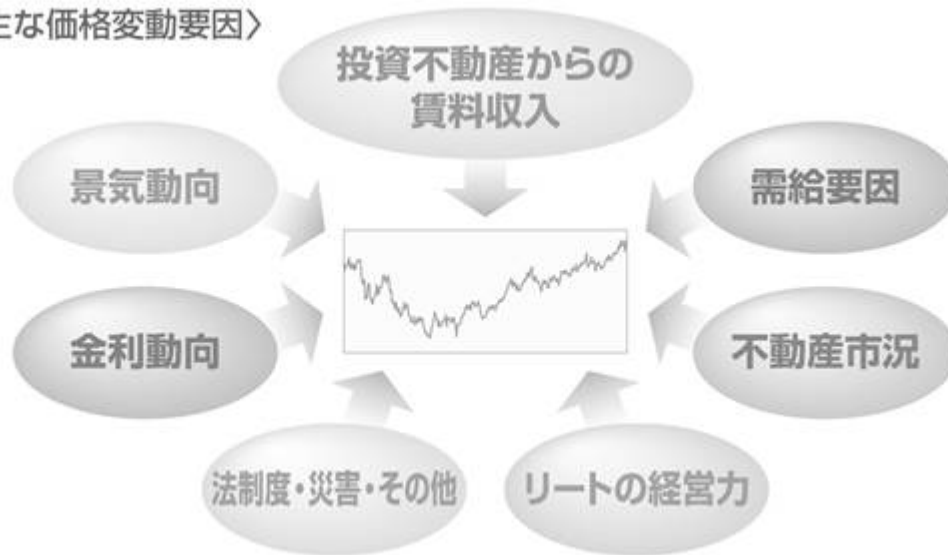 主な価格変動要因〉
投資不動産からの
賃料収入
景気動向
需給要因
金利動向
不動産市況
法制度・災害・その他
リートの経営力